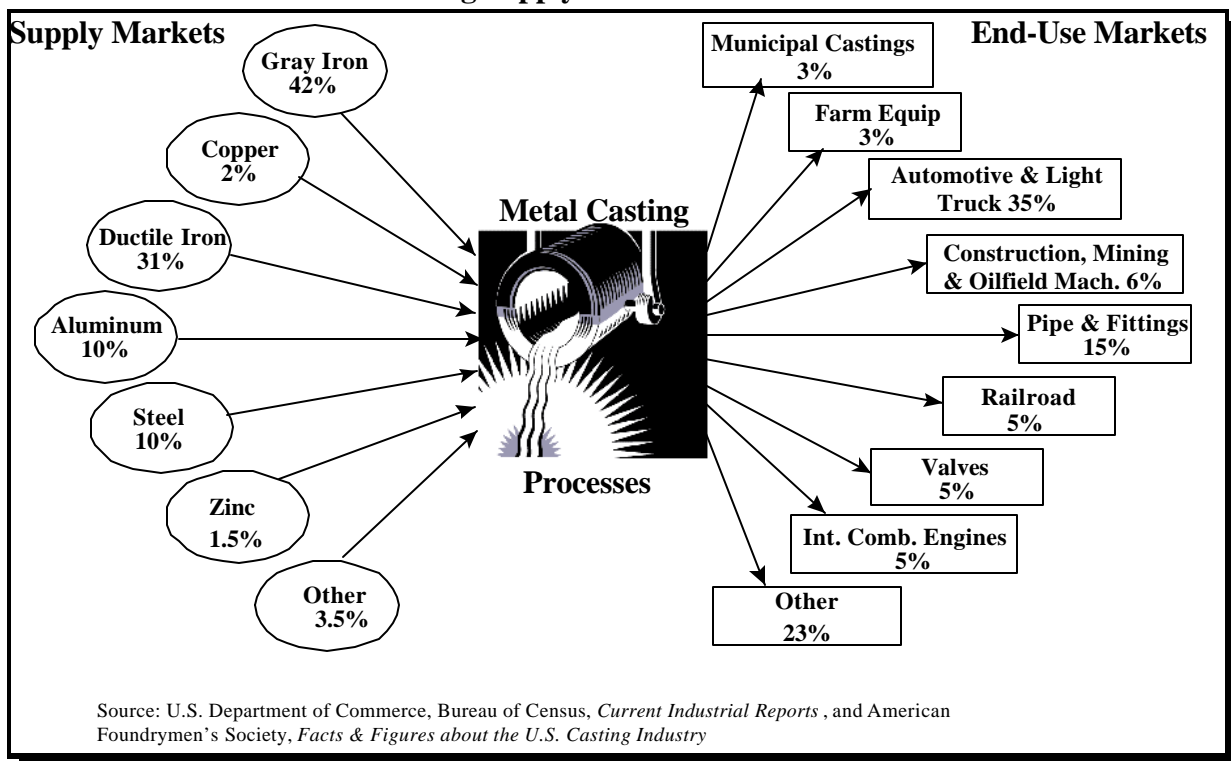 Supply Markets
End-Use Markets
Gray Iron
42%
Copper
2%
Ductile Iron
31%
Aluminum
10%
Steel
10%
Zinc
1.5%
Other
3.5%
Metal Casting
Processes
Municipal Castings
3%
Farm Equip
3%
Automotive & Light
Truck 35%
Construction, Mining
& Oilfield Mach. 6%
Pipe & Fittings
15%
Railroad
5%
Valves
5%
Int. Comb. Engines
5%
Other
23%
Source: U.S. Department of Commerce, Bureau of Census, Current Industrial Reports , and American
Foundrymen's Society, Facts & Figures about the U.S. Casting Industry